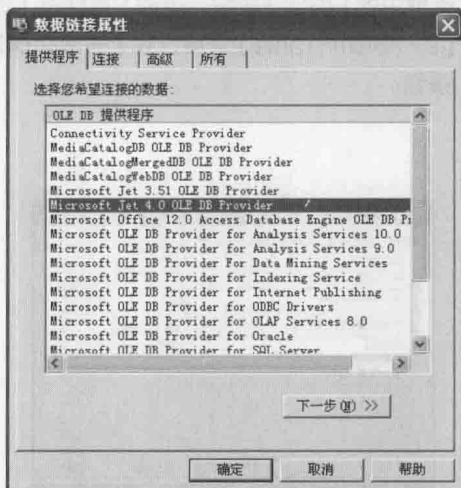 数据链接属性
提供程序 连接 高级 所有
选择您希望连接的数据:
OLE DB 提供程序
Connectivity Service Provider
MediaCatalogDB OLE DB Provider
MediaCatalogMergedDB OLE DB Provider
MediaCatalogWebDB OLE DB Provider
Microsoft Jet 3.51 OLE DB Provider
Microsoft Jet 4.0 OLE DB Provider
Microsoft Office 12.0 Access Database Engine OLE DB Pr
Microsoft OLE DB Provider for Analysis Services 10.0
Microsoft OLE DB Provider for Analysis Services 9.0
Microsoft OLE DB Provider For Data Mining Services
Microsoft OLE DB Provider for Indexing Service
Microsoft OLE DB Provider for Internet Publishing
Microsoft OLE DB Provider for ODBC Drivers
Microsoft OLE DB Provider for OLAP Services 8.0
Microsoft OLE DB Provider for Oracle
Microsoft OLE DB Provider for SQL Server
下一步(N) >>
确定 取消 帮助